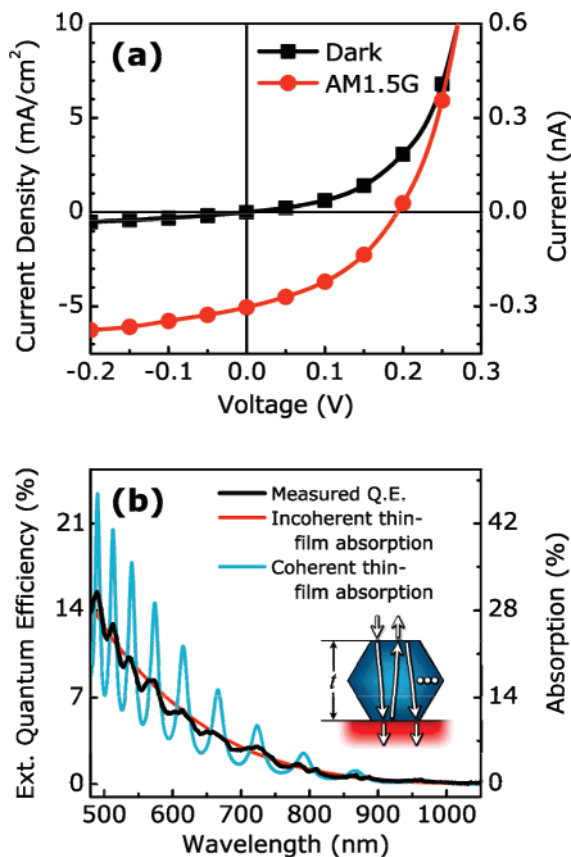 (a)
Dark
AM1.5G
Current Density (mA/cm²)
10
5
0
-5
Current (nA)
0.6
0.3
0.0
-0.3
-0.2 -0.1 0.0 0.1 0.2 0.3
Voltage (V)
(b)
Measured Q.E.
Incoherent thin-
film absorption
Coherent thin-
film absorption
Ext. Quantum Efficiency (%)
21
14
7
0
Absorption (%)
42
28
14
0
t
500 600 700 800 900 1000
Wavelength (nm)